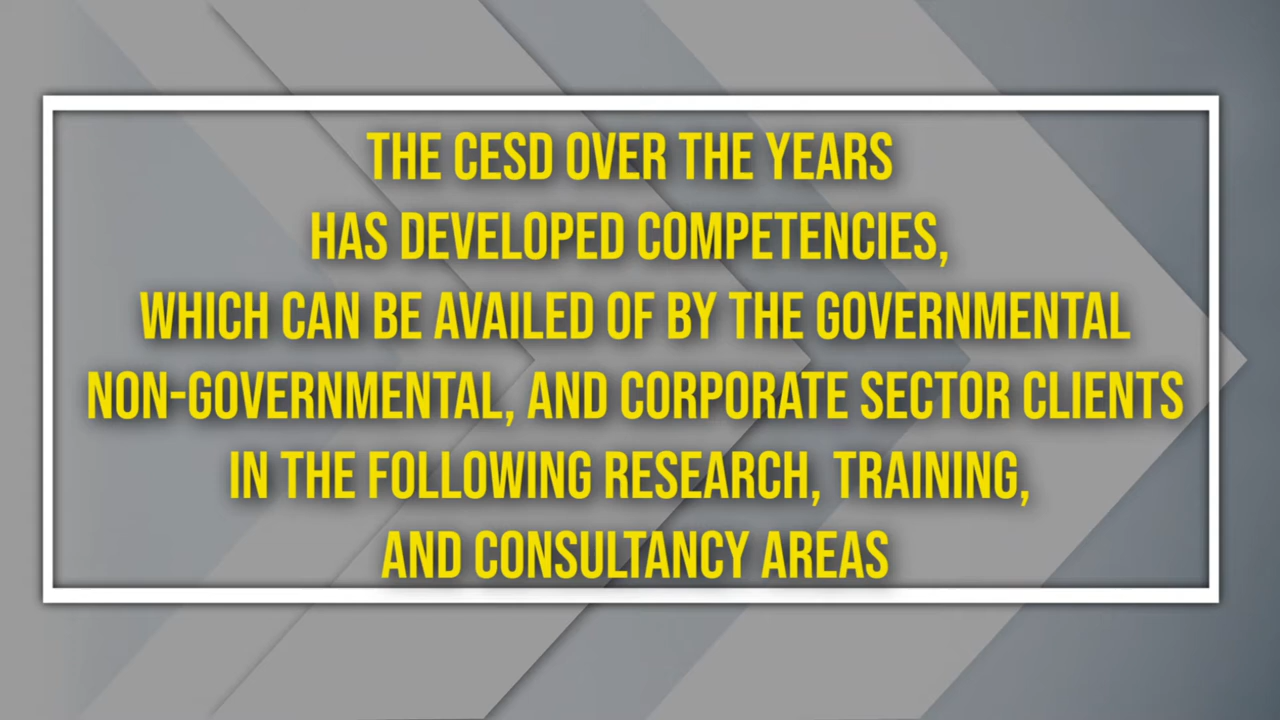 THE CESD OVER THE YEARS
HAS DEVELOPED COMPETENCIES,
WHICH CAN BE AVAILED OF BY THE GOVERNMENTAL
NON-GOVERNMENTAL, AND CORPORATE SECTOR CLIENTS
IN THE FOLLOWING RESEARCH, TRAINING,
AND CONSULTANCY AREAS